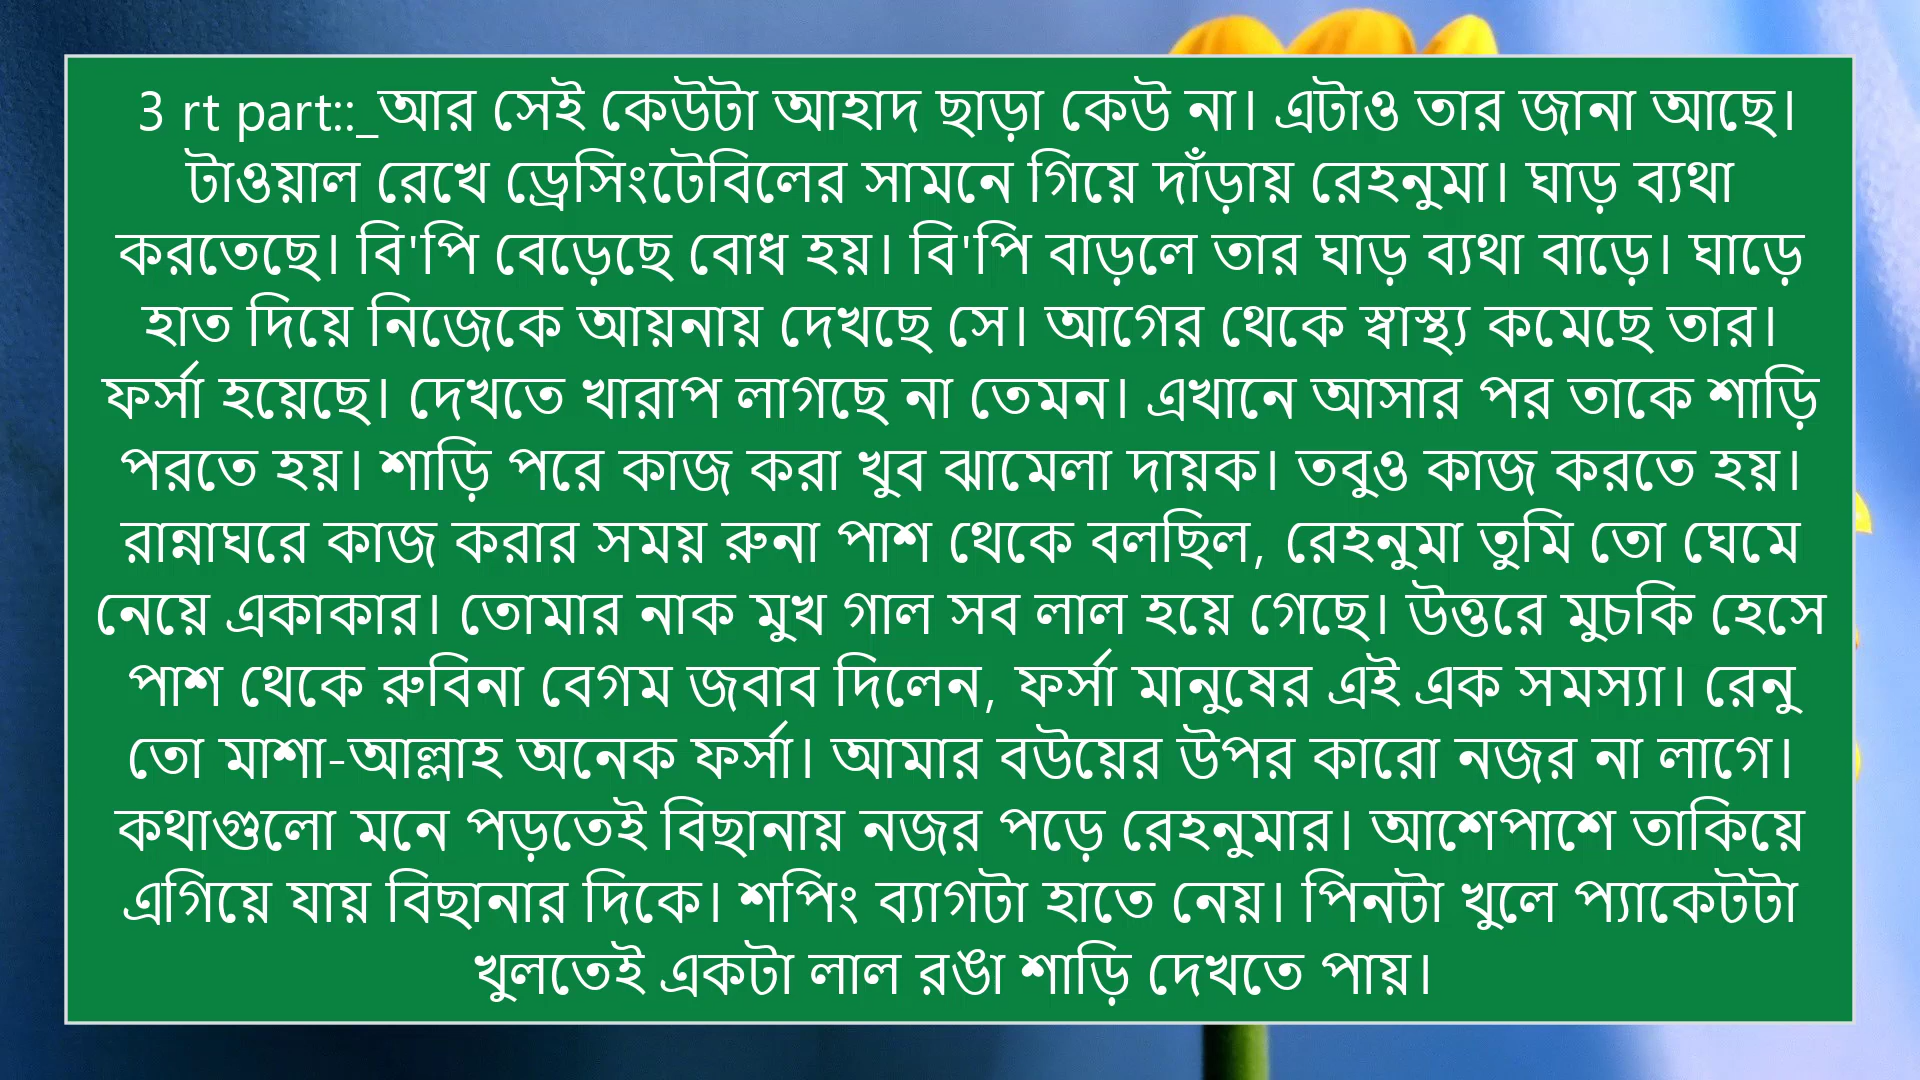 3 rt part::_আর সেই কেউটা আহাদ ছাড়া কেউ না। এটাও তার জানা আছে।
টাওয়াল রেখে ড্রেসিংটেবিলের সামনে গিয়ে দাঁড়ায় রেহনুমা। ঘাড় ব্যথা
করতেছে। বি'পি বেড়েছে বোধ হয়। বি'পি বাড়লে তার ঘাড় ব্যথা বাড়ে। ঘাড়ে
হাত দিয়ে নিজেকে আয়নায় দেখছে সে। আগের থেকে স্বাস্থ্য কমেছে তার।
ফর্সা হয়েছে। দেখতে খারাপ লাগছে না তেমন। এখানে আসার পর তাকে শাড়ি
পরতে হয়। শাড়ি পরে কাজ করা খুব ঝামেলা দায়ক। তবুও কাজ করতে হয়।
রান্নাঘরে কাজ করার সময় রুনা পাশ থেকে বলছিল, রেহনুমা তুমি তো ঘেমে
নেয়ে একাকার। তোমার নাক মুখ গাল সব লাল হয়ে গেছে। উত্তরে মুচকি হেসে
পাশ থেকে রুবিনা বেগম জবাব দিলেন, ফর্সা মানুষের এই এক সমস্যা। রেনু
তো মাশা-আল্লাহ অনেক ফর্সা। আমার বউয়ের উপর কারো নজর না লাগে।
কথাগুলো মনে পড়তেই বিছানায় নজর পড়ে রেহনুমার। আশেপাশে তাকিয়ে
এগিয়ে যায় বিছানার দিকে। শপিং ব্যাগটা হাতে নেয়। পিনটা খুলে প্যাকেটটা
খুলতেই একটা লাল রঙা শাড়ি দেখতে পায়।